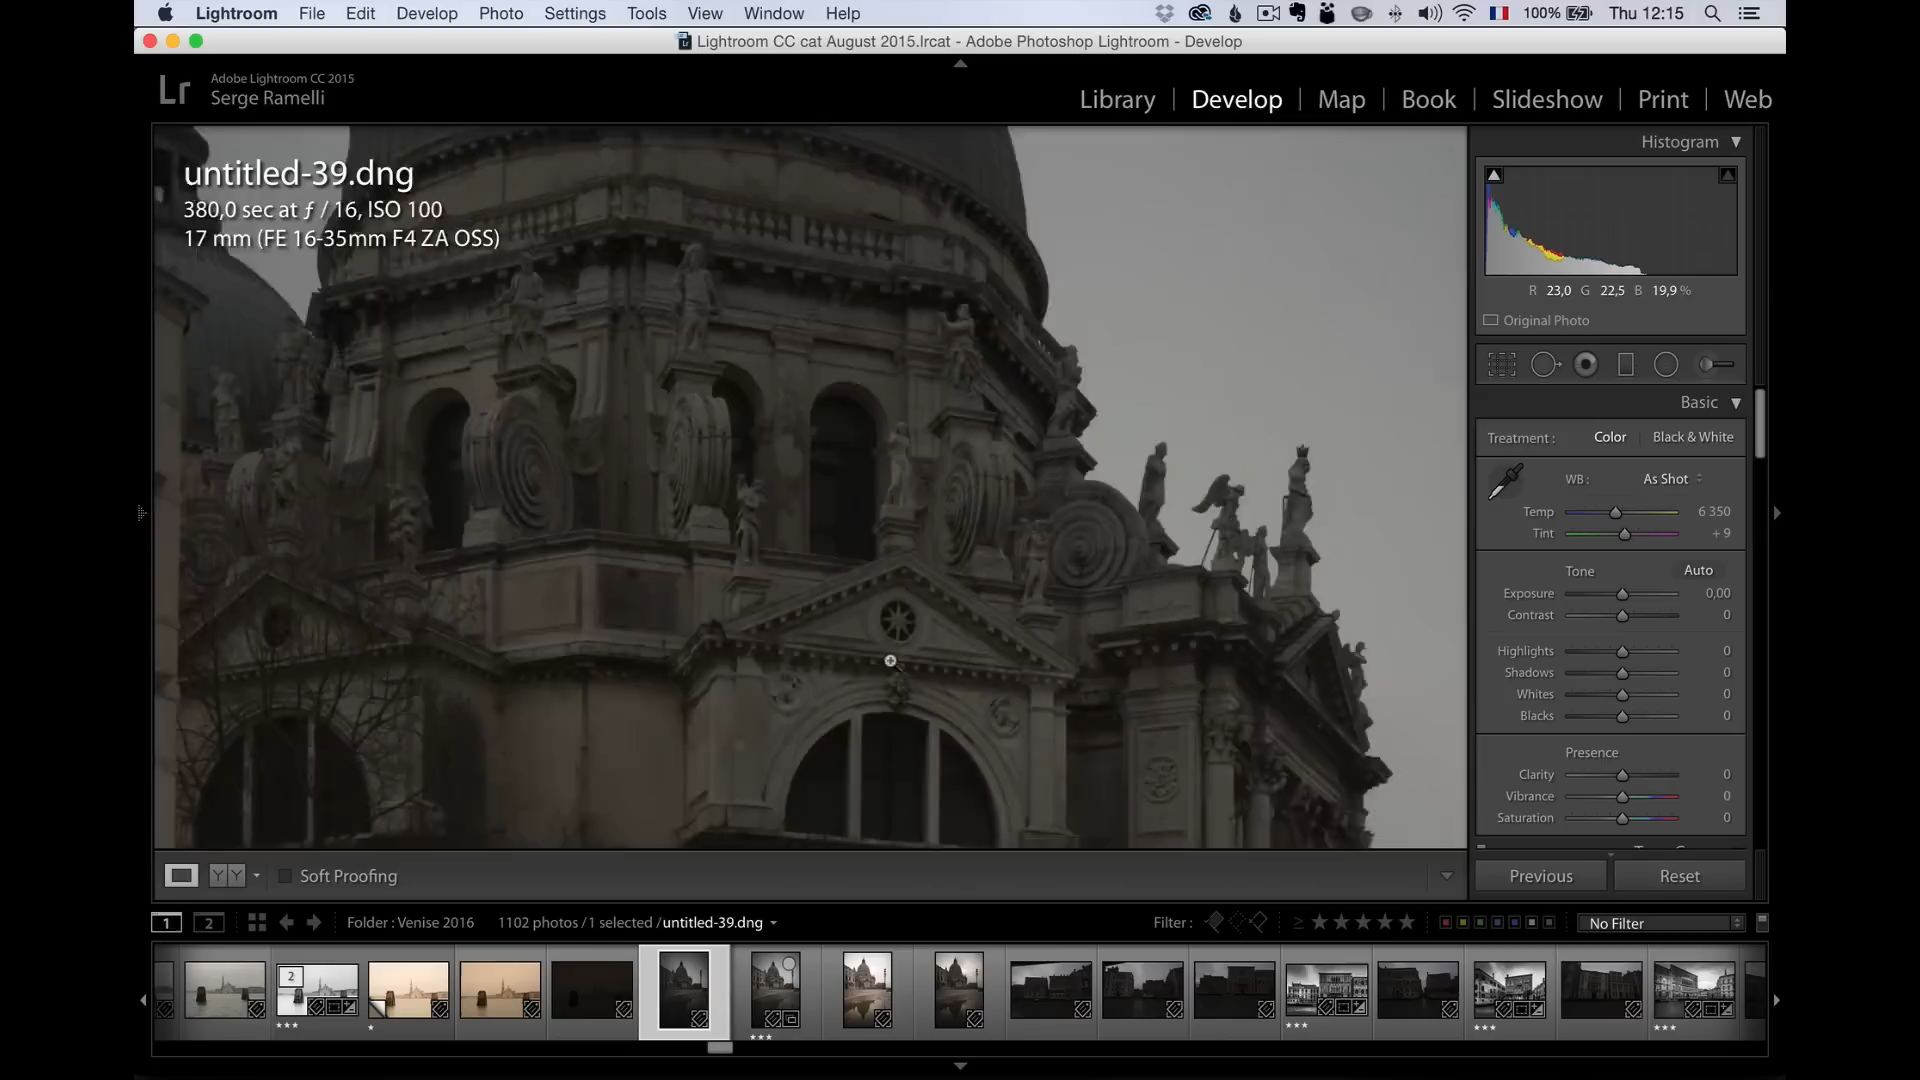 Lightroom File Edit Develop Photo Settings Tools View Window Help 100% Thu 12:15
Lightroom CC cat August 2015.lrcat - Adobe Photoshop Lightroom - Develop
Lr Adobe Lightroom CC 2015
Serge Ramelli
Library | Develop | Map | Book | Slideshow | Print | Web
untitled-39.dng
380,0 sec at ƒ / 16, ISO 100
17 mm (FE 16-35mm F4 ZA OSS)
Histogram
R 23,0 G 22,5 B 19,9 %
Original Photo
Basic
Treatment : Color | Black & White
WB : As Shot
Temp 6 350
Tint + 9
Tone Auto
Exposure 0,00
Contrast 0
Highlights 0
Shadows 0
Whites 0
Blacks 0
Presence
Clarity 0
Vibrance 0
Saturation 0
Y Y Soft Proofing
Previous Reset
1 2 Folder : Venise 2016 1102 photos / 1 selected / untitled-39.dng Filter : ≥ ★★★★★ No Filter
2
★★★ ★ ★★★ ★★★ ★★★ ★★★